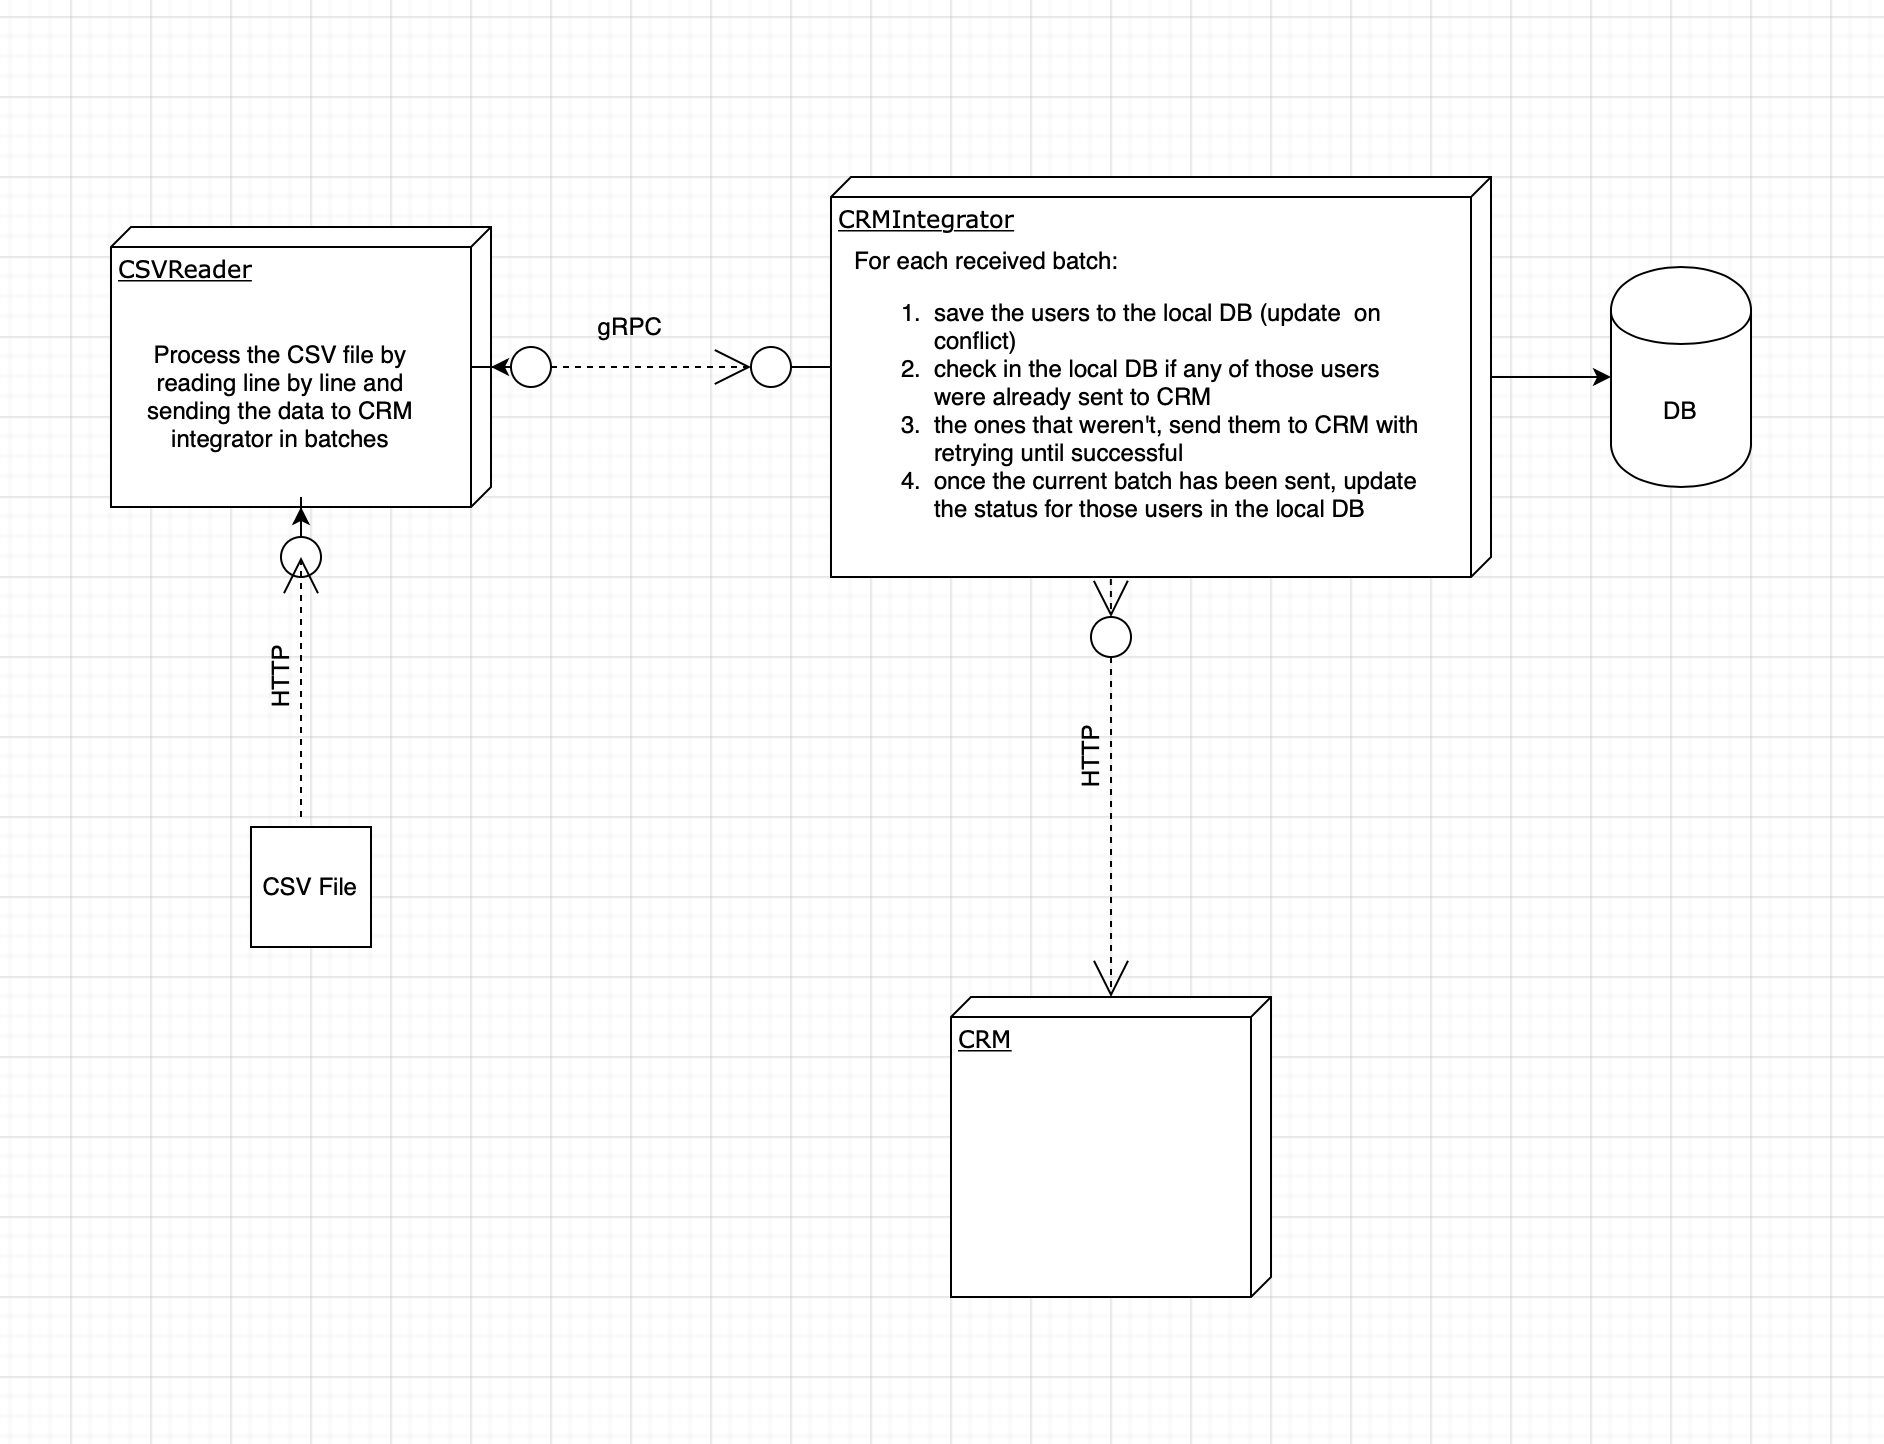 CSVReader
Process the CSV file by
reading line by line and
sending the data to CRM
integrator in batches
gRPC
CRMIntegrator
For each received batch:
1. save the users to the local DB (update on
conflict)
2. check in the local DB if any of those users
were already sent to CRM
3. the ones that weren't, send them to CRM with
retrying until successful
4. once the current batch has been sent, update
the status for those users in the local DB
DB
HTTP
CSV File
HTTP
CRM